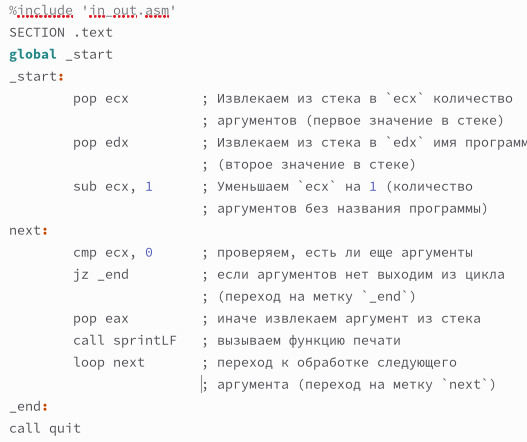 %include 'in_out.asm'
SECTION .text
global _start
_start:
pop ecx ; Извлекаем из стека в `ecx` количество
; аргументов (первое значение в стеке)
pop edx ; Извлекаем из стека в `edx` имя програм
; (второе значение в стеке)
sub ecx, 1 ; Уменьшаем `ecx` на 1 (количество
; аргументов без названия программы)
next:
cmp ecx, 0 ; проверяем, есть ли еще аргументы
jz _end ; если аргументов нет выходим из цикла
; (переход на метку `_end`)
pop eax ; иначе извлекаем аргумент из стека
call sprintLF ; вызываем функцию печати
loop next ; переход к обработке следующего
; аргумента (переход на метку `next`)
_end:
call quit